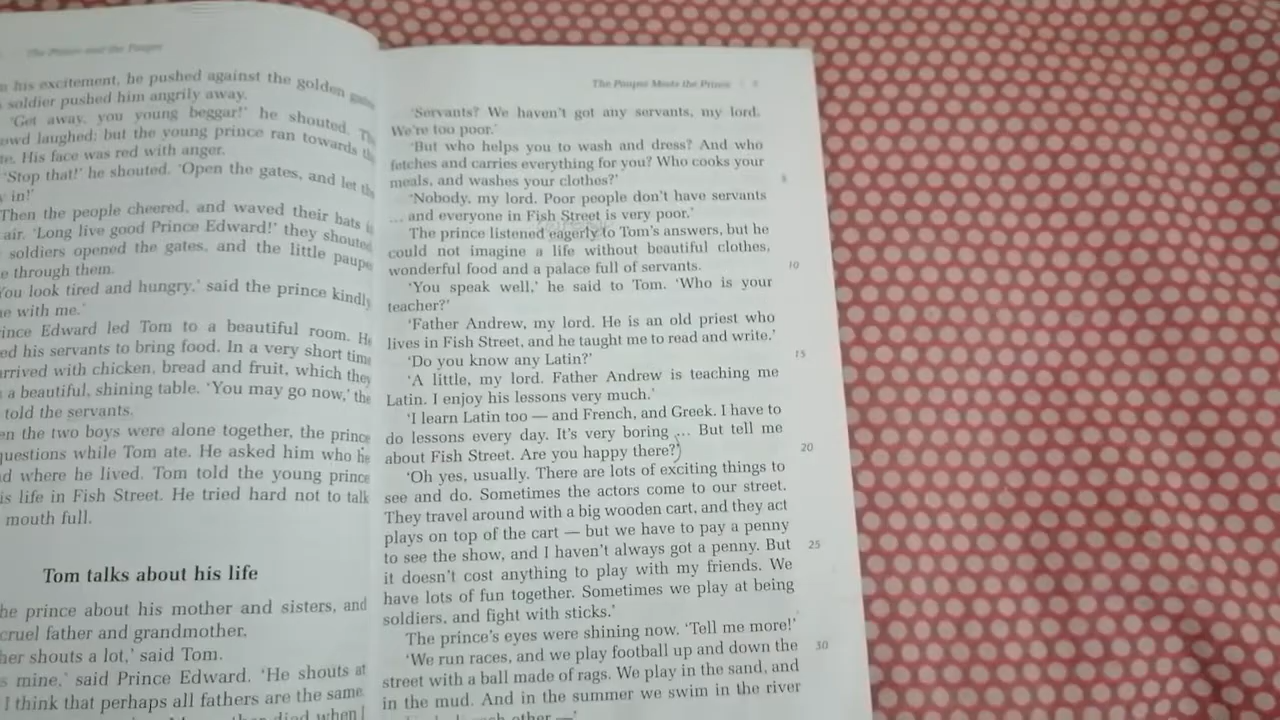 The Prince and the Pauper
his excitement, he pushed against the golden
soldier pushed him angrily away.
'Get away, you young beggar!' he shouted.
owd laughed; but the young prince ran towards
His face was red with anger.
'Stop that!' he shouted. 'Open the gates, and let
in!'
Then the people cheered, and waved their hats
air. 'Long live good Prince Edward!' they shouted
soldiers opened the gates, and the little paupe
e through them.
You look tired and hungry,' said the prince kindly
e with me.'
ince Edward led Tom to a beautiful room. He
ed his servants to bring food. In a very short time
arrived with chicken, bread and fruit, which they
a beautiful, shining table. 'You may go now,' the
told the servants.
en the two boys were alone together, the prince
questions while Tom ate. He asked him who he
d where he lived. Tom told the young prince
is life in Fish Street. He tried hard not to talk
mouth full.
Tom talks about his life
he prince about his mother and sisters, and
cruel father and grandmother.
her shouts a lot,' said Tom.
s mine,' said Prince Edward. 'He shouts at
I think that perhaps all fathers are the same.
died when I
The Pauper Meets the Prince
'Servants? We haven't got any servants, my lord.
We're too poor.'
'But who helps you to wash and dress? And who
fetches and carries everything for you? Who cooks your
meals, and washes your clothes?' 5
'Nobody, my lord. Poor people don't have servants
... and everyone in Fish Street is very poor.'
The prince listened eagerly to Tom's answers, but he
could not imagine a life without beautiful clothes,
wonderful food and a palace full of servants. 10
'You speak well,' he said to Tom. 'Who is your
teacher?'
'Father Andrew, my lord. He is an old priest who
lives in Fish Street, and he taught me to read and write.'
'Do you know any Latin?' 15
'A little, my lord. Father Andrew is teaching me
Latin. I enjoy his lessons very much.'
'I learn Latin too — and French, and Greek. I have to
do lessons every day. It's very boring ... But tell me
about Fish Street. Are you happy there?' 20
'Oh yes, usually. There are lots of exciting things to
see and do. Sometimes the actors come to our street.
They travel around with a big wooden cart, and they act
plays on top of the cart — but we have to pay a penny
to see the show, and I haven't always got a penny. But 25
it doesn't cost anything to play with my friends. We
have lots of fun together. Sometimes we play at being
soldiers, and fight with sticks.'
The prince's eyes were shining now. 'Tell me more!'
'We run races, and we play football up and down the 30
street with a ball made of rags. We play in the sand, and
in the mud. And in the summer we swim in the river
other —'